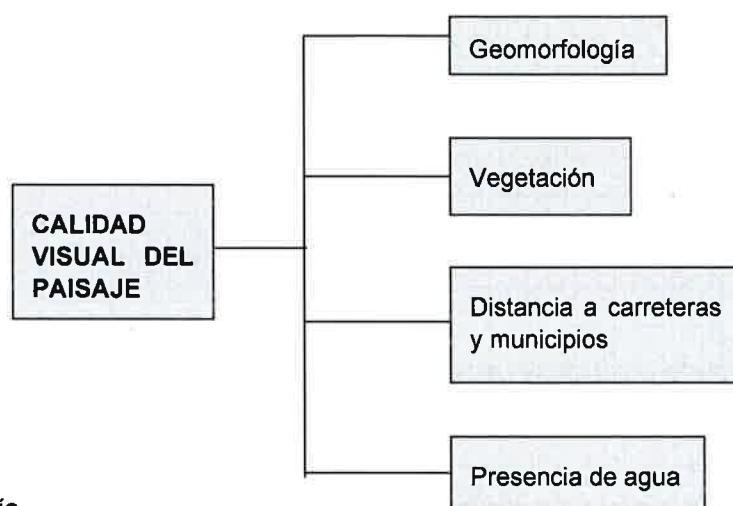 Geomorfología
Vegetación
CALIDAD
VISUAL DEL
PAISAJE
Distancia a carreteras
y municipios
Presencia de agua